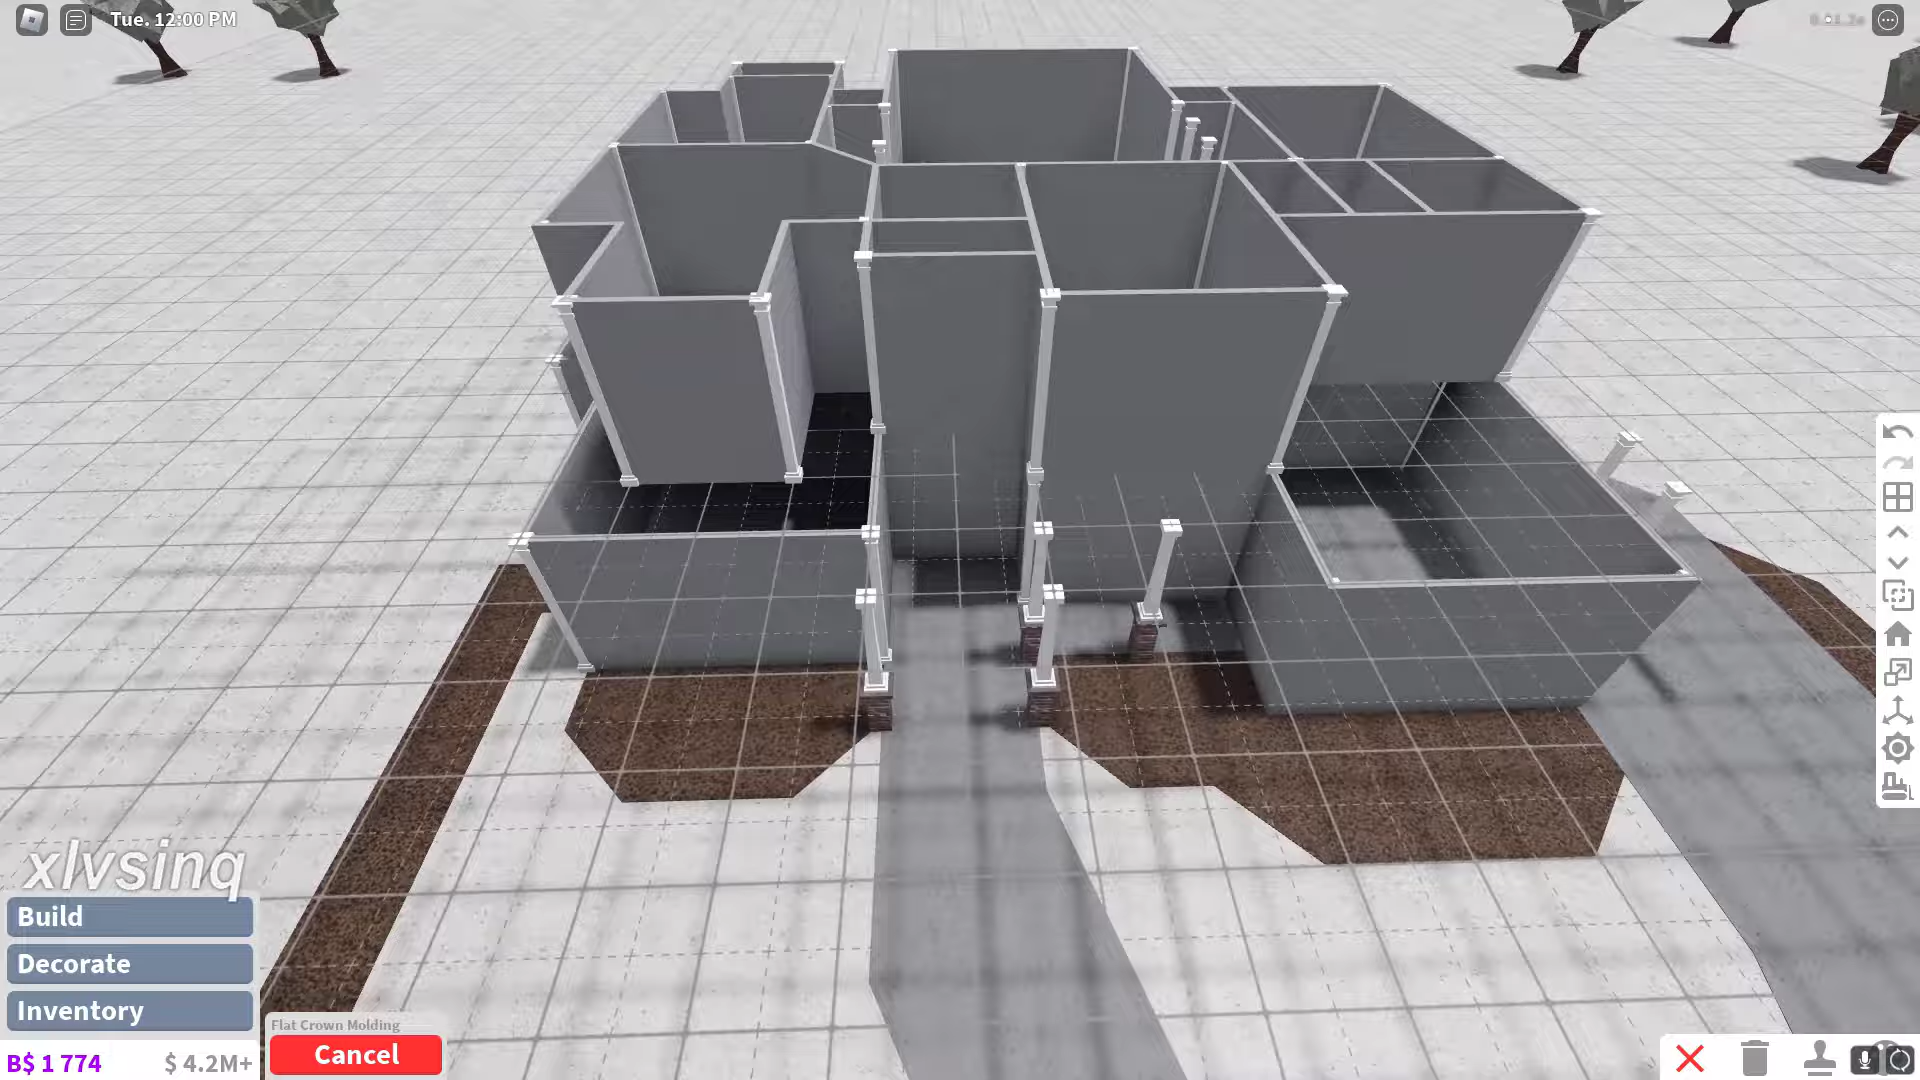 Tue. 12:00 PM
xlvsinq
Build
Decorate
Inventory
Flat Crown Molding
Cancel
B$ 1 774
$ 4.2M+